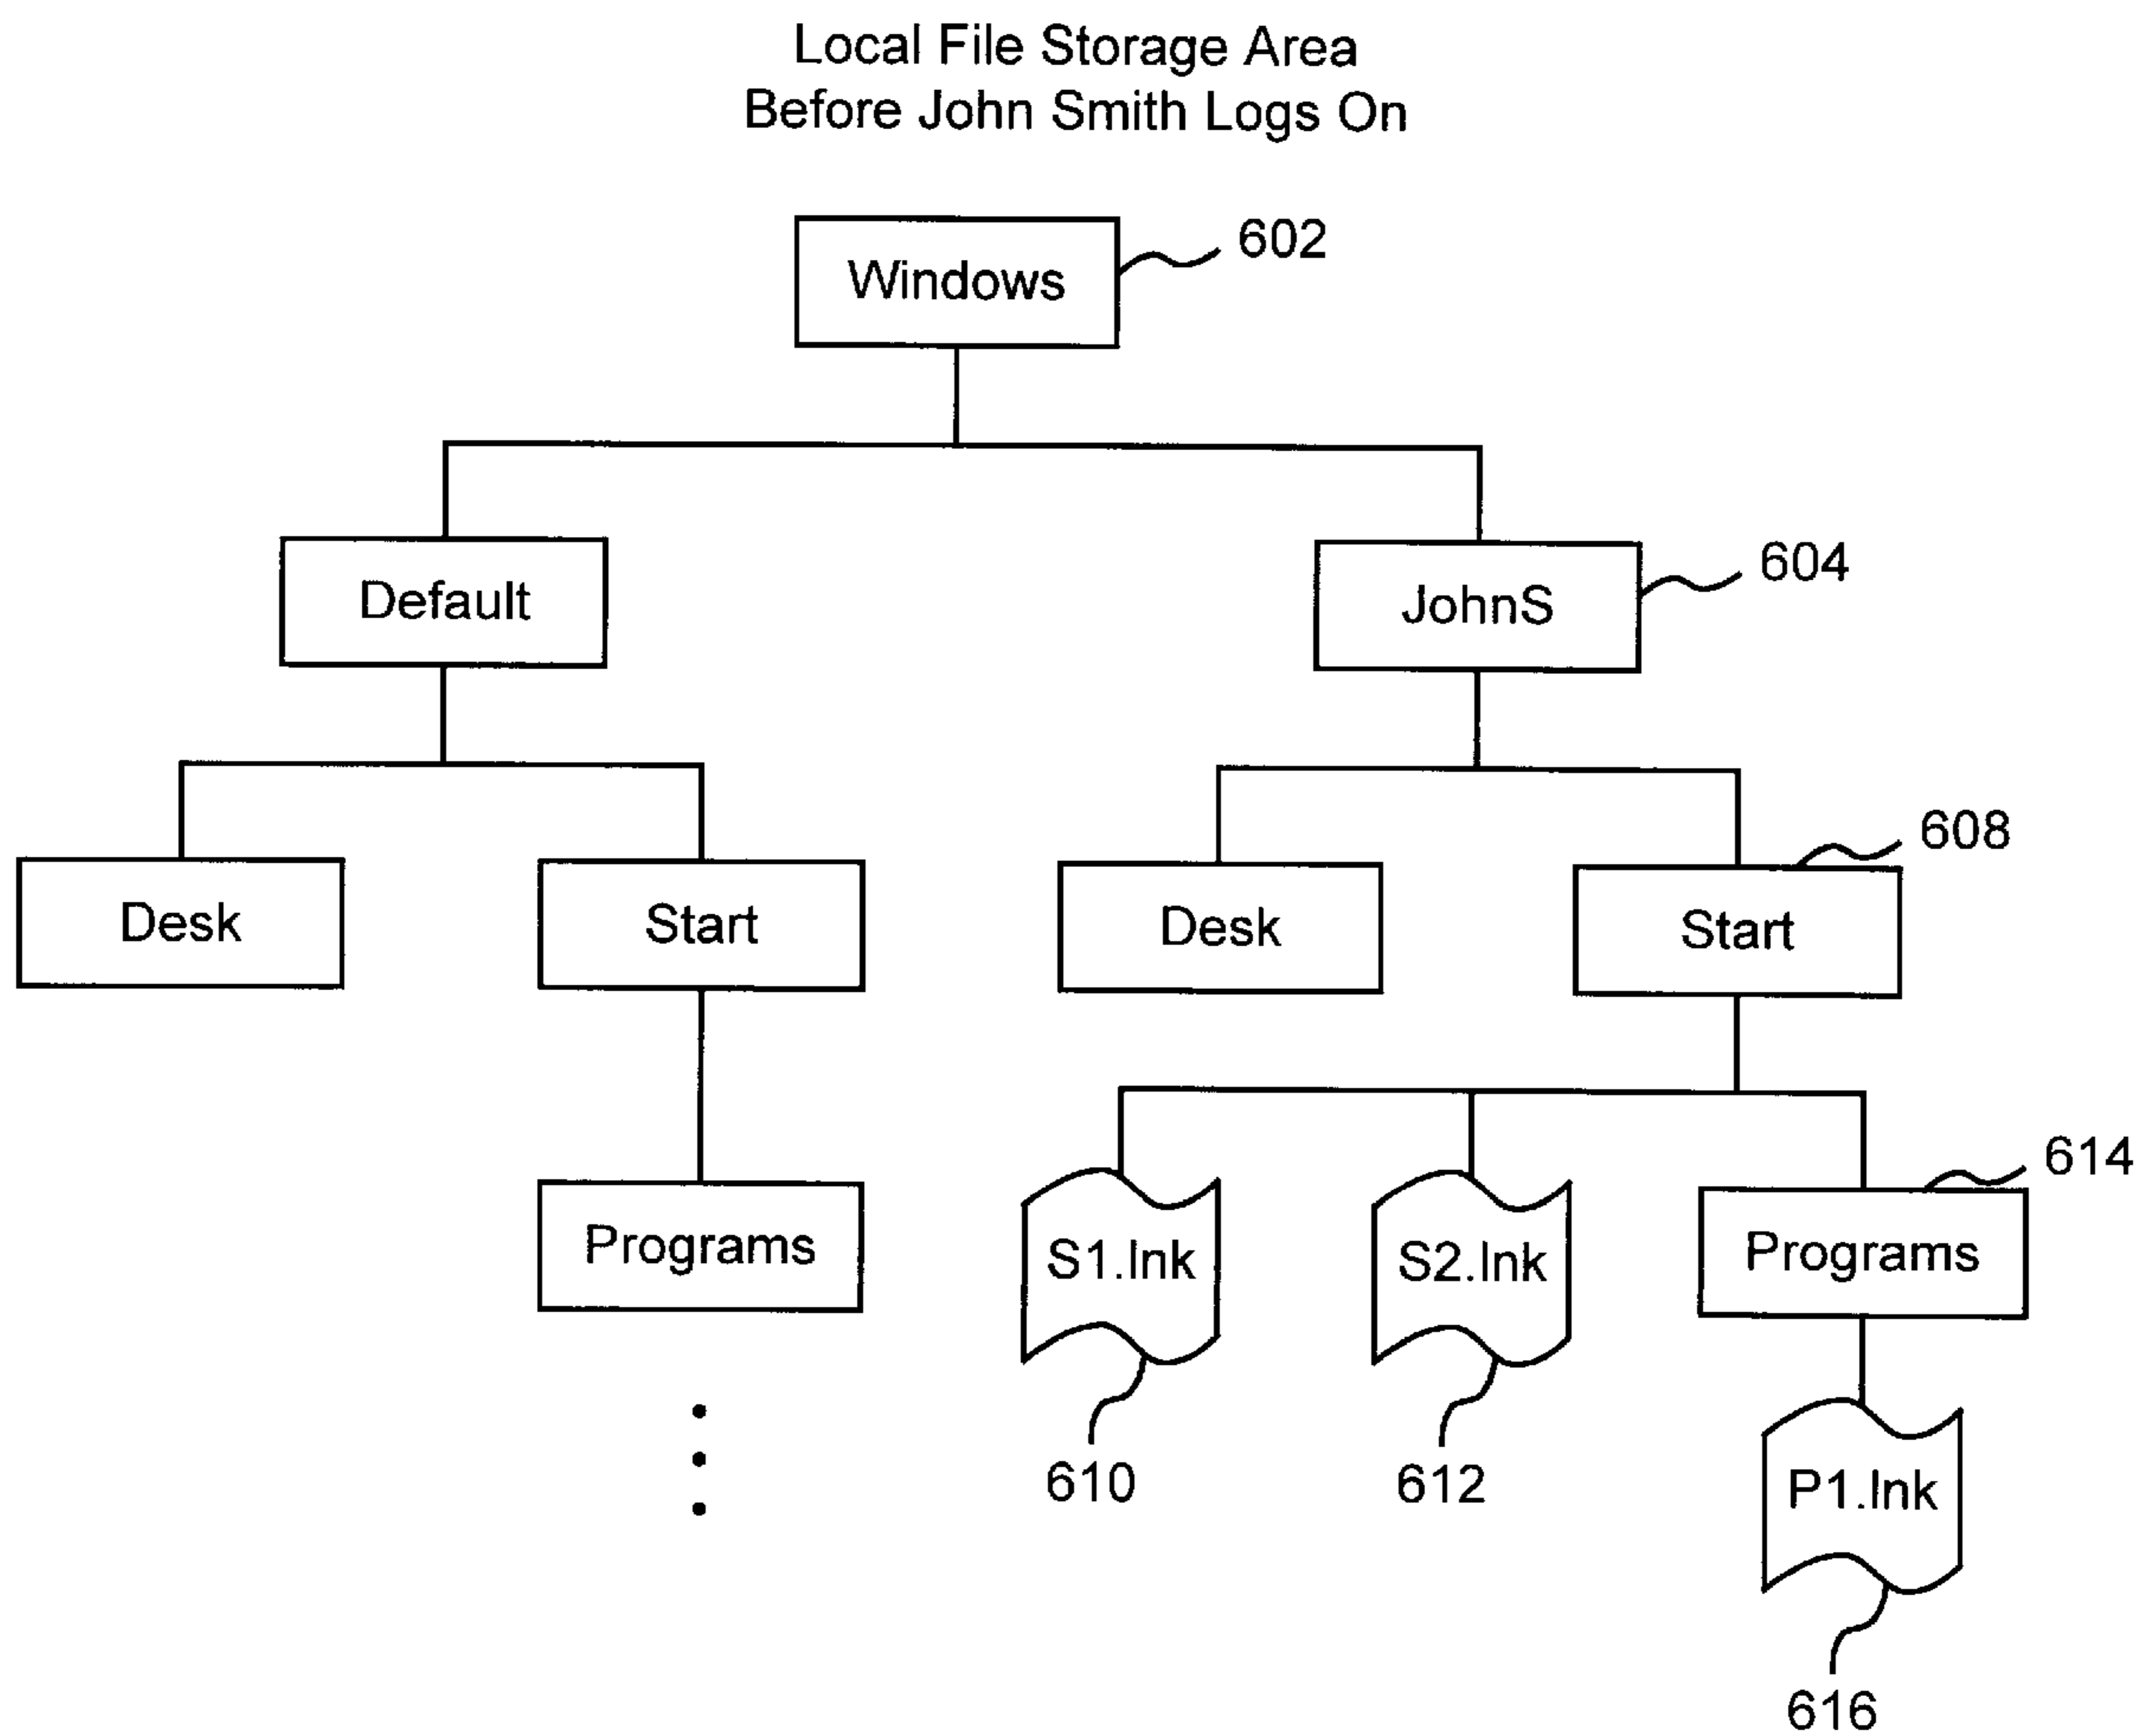 Local File Storage Area
Before John Smith Logs On
602
Windows
604
Default
JohnS
608
Desk
Start
Desk
Start
614
Programs
S1.lnk
S2.lnk
Programs
610
612
P1.lnk
616